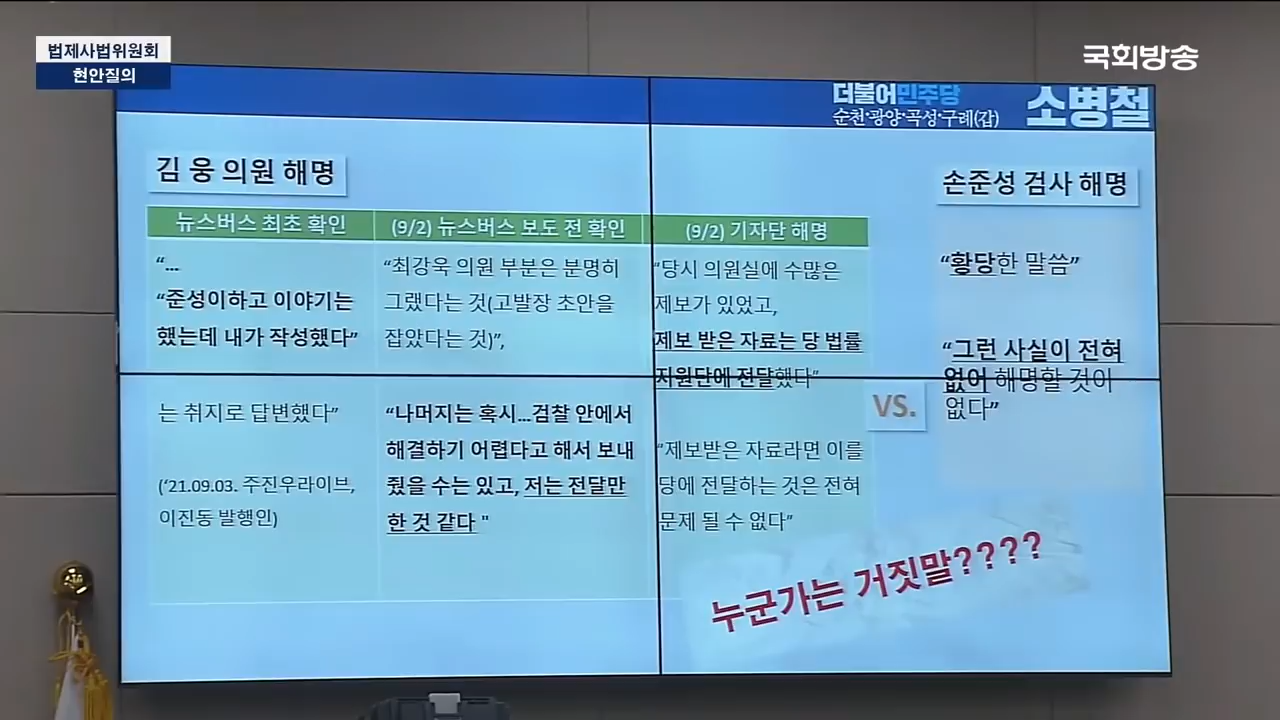 법제사법위원회
현안질의
국회방송
더불어민주당
순천·광양·곡성·구례(갑)
소병철
김 웅 의원 해명
손준성 검사 해명
뉴스버스 최초 확인
(9/2) 뉴스버스 보도 전 확인
(9/2) 기자단 해명
“...
“준성이하고 이야기는
했는데 내가 작성했다”
는 취지로 답변했다”
(‘21.09.03. 주진우라이브,
이진동 발행인)
“최강욱 의원 부분은 분명히
그랬다는 것(고발장 초안을
잡았다는 것)”,
“나머지는 혹시...검찰 안에서
해결하기 어렵다고 해서 보내
줬을 수는 있고, 저는 전달만
한 것 같다 "
“당시 의원실에 수많은
제보가 있었고,
제보 받은 자료는 당 법률
지원단에 전달했다”
“제보받은 자료라면 이를
당에 전달하는 것은 전혀
문제 될 수 없다”
VS.
“황당한 말씀”
“그런 사실이 전혀
없어 해명할 것이
없다”
누군가는 거짓말????